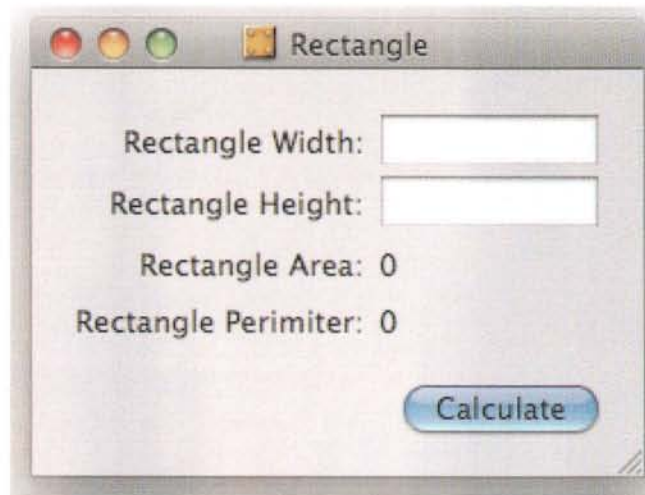 Rectangle
Rectangle Width:
Rectangle Height:
Rectangle Area: 0
Rectangle Perimiter: 0
Calculate